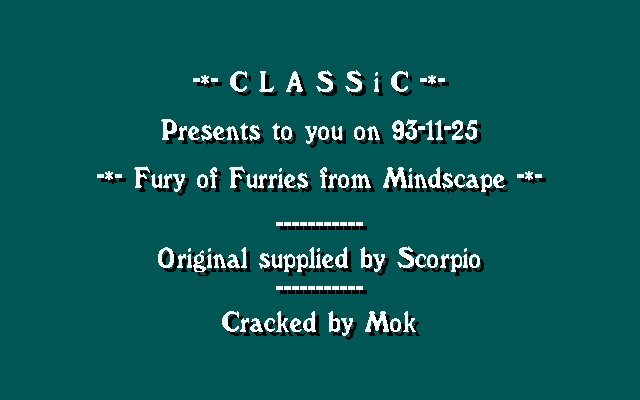 -*- C L A S S i C -*-
Presents to you on 93-11-25
-*- Fury of Furries from Mindscape -*-
------------
Original supplied by Scorpio
------------
Cracked by Mok